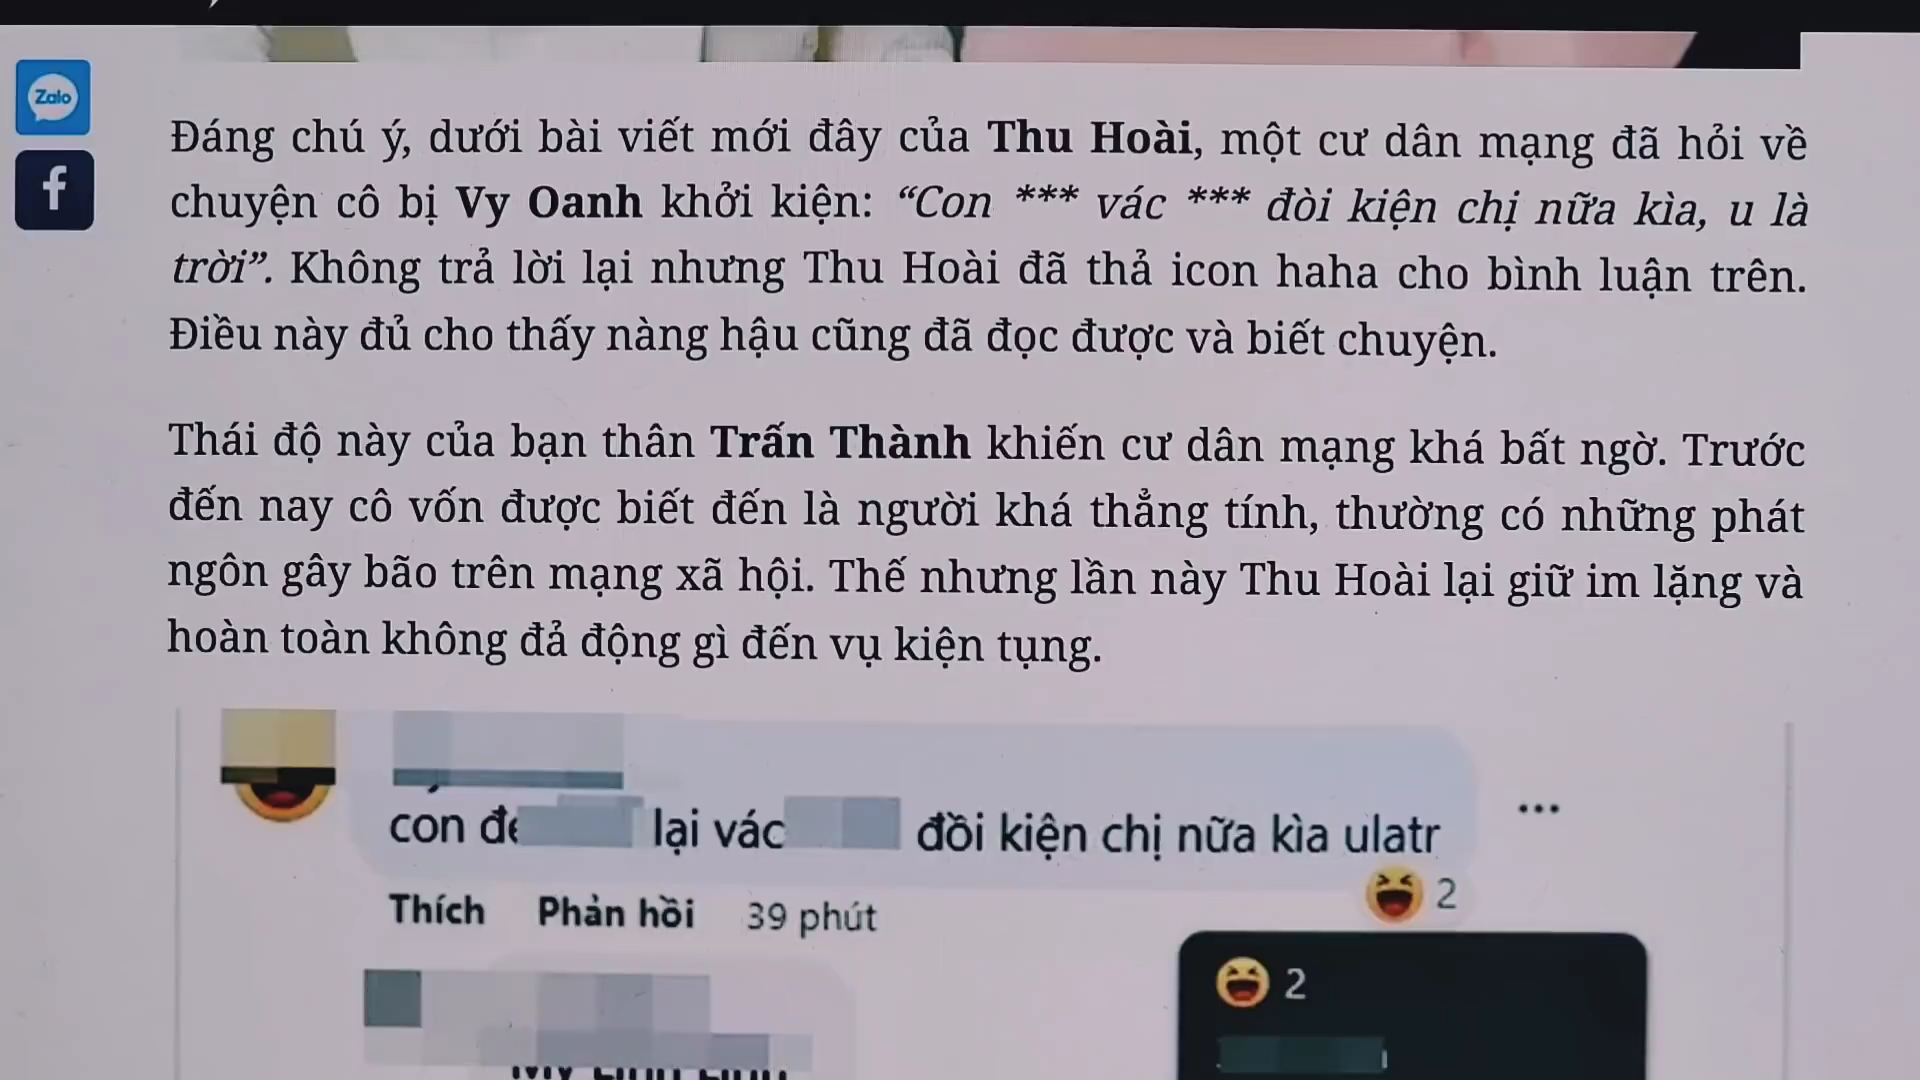 Zalo
f
Đáng chú ý, dưới bài viết mới đây của Thu Hoài, một cư dân mạng đã hỏi về
chuyện cô bị Vy Oanh khởi kiện: “Con *** vác *** đòi kiện chị nữa kìa, u là
trời”. Không trả lời lại nhưng Thu Hoài đã thả icon haha cho bình luận trên.
Điều này đủ cho thấy nàng hậu cũng đã đọc được và biết chuyện.
Thái độ này của bạn thân Trấn Thành khiến cư dân mạng khá bất ngờ. Trước
đến nay cô vốn được biết đến là người khá thẳng tính, thường có những phát
ngôn gây bão trên mạng xã hội. Thế nhưng lần này Thu Hoài lại giữ im lặng và
hoàn toàn không đả động gì đến vụ kiện tụng.
con lại vác đồi kiện chị nữa kìa ulatr
2
Thích Phản hồi 39 phút
2